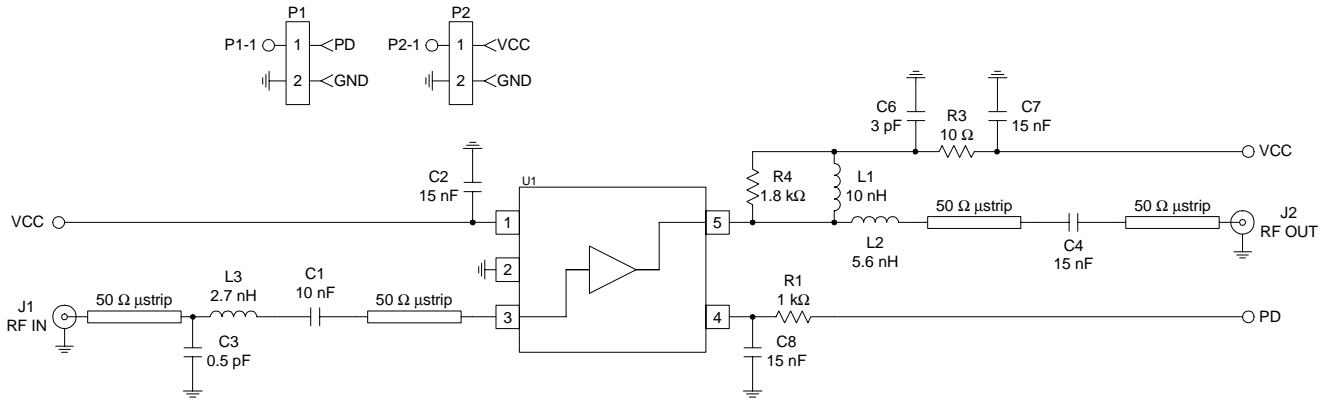 P1
P1-1
1
PD
2
GND
P2
P2-1
1
VCC
2
GND
C6
3 pF
R3
10 Ω
C7
15 nF
VCC
C2
15 nF
U1
R4
1.8 kΩ
L1
10 nH
VCC
1
5
50 Ω μstrip
50 Ω μstrip
J2
RF OUT
L2
5.6 nH
C4
15 nF
2
J1
RF IN
50 Ω μstrip
L3
2.7 nH
C1
10 nF
50 Ω μstrip
3
4
R1
1 kΩ
PD
C3
0.5 pF
C8
15 nF